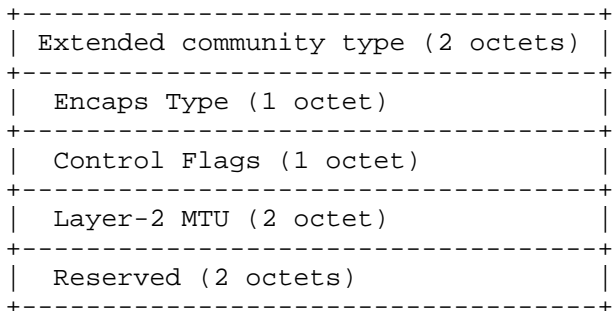 +------------------------------------+
| Extended community type (2 octets) |
+------------------------------------+
|  Encaps Type (1 octet)             |
+------------------------------------+
|  Control Flags (1 octet)           |
+------------------------------------+
|  Layer-2 MTU (2 octet)             |
+------------------------------------+
|  Reserved (2 octets)               |
+------------------------------------+